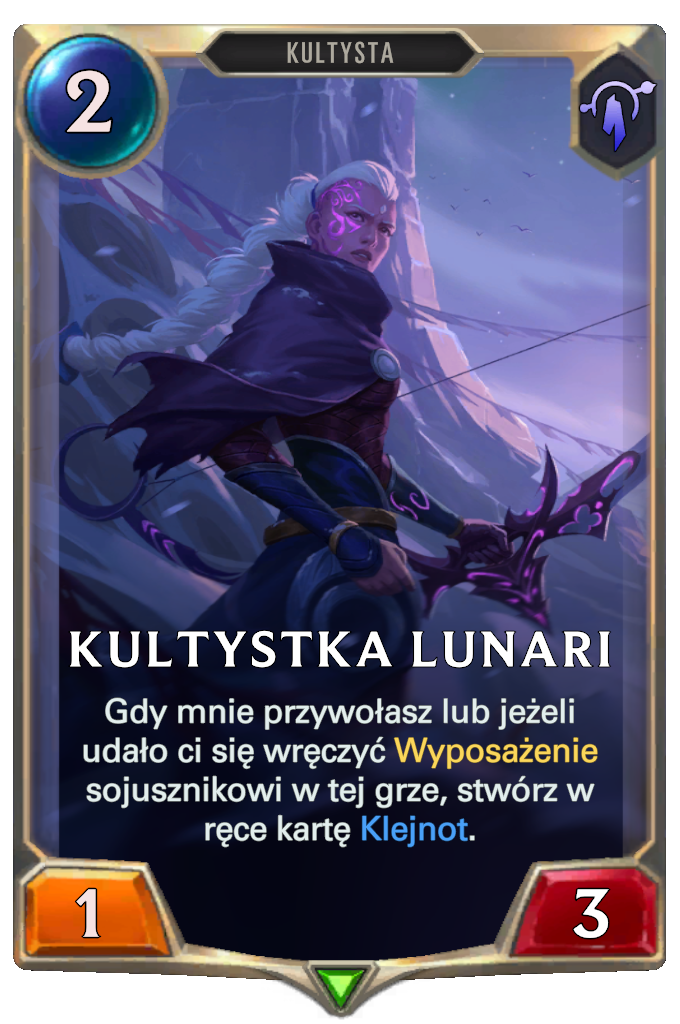 KULTYSTA
2
KULTYSTKA LUNARI
Gdy mnie przywołasz lub jeżeli
udało ci się wręczyć Wyposażenie
sojusznikowi w tej grze, stwórz w
ręce kartę Klejnot.
1
3